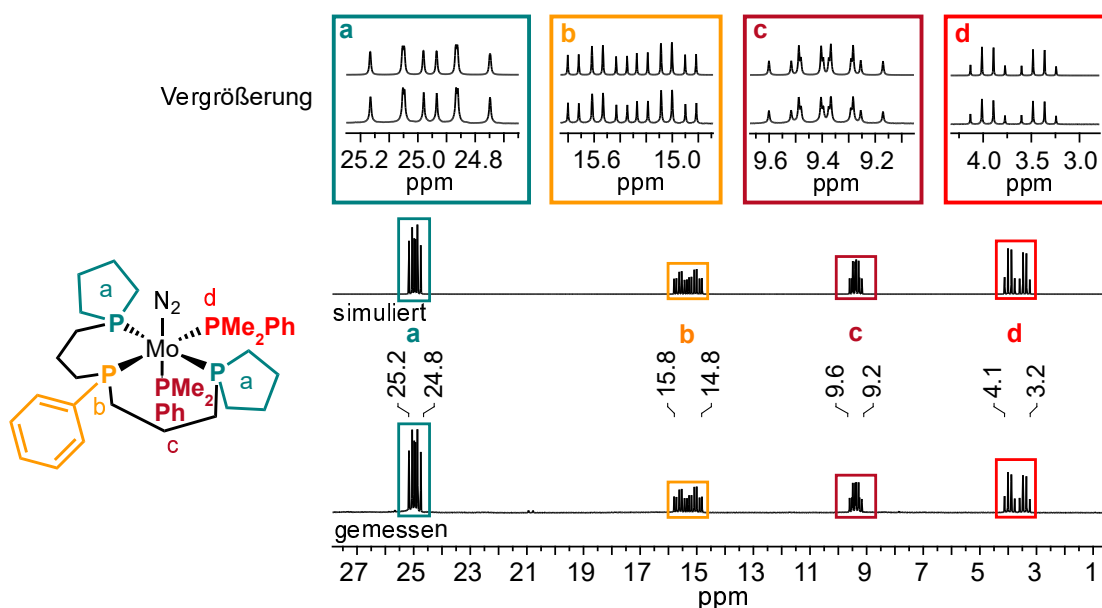 Vergrößerung
a
25.2 25.0 24.8
ppm
b
15.6 15.0
ppm
c
9.6 9.4 9.2
ppm
d
4.0 3.5 3.0
ppm
simuliert
a
25.2
24.8
b
15.8
14.8
c
9.6
9.2
d
4.1
3.2
gemessen
27 25 23 21 19 17 15 13 11 9 7 5 3 1
ppm
a
N2
d
P
PMe2Ph
Mo
P
P
a
PMe2
Ph
b
c